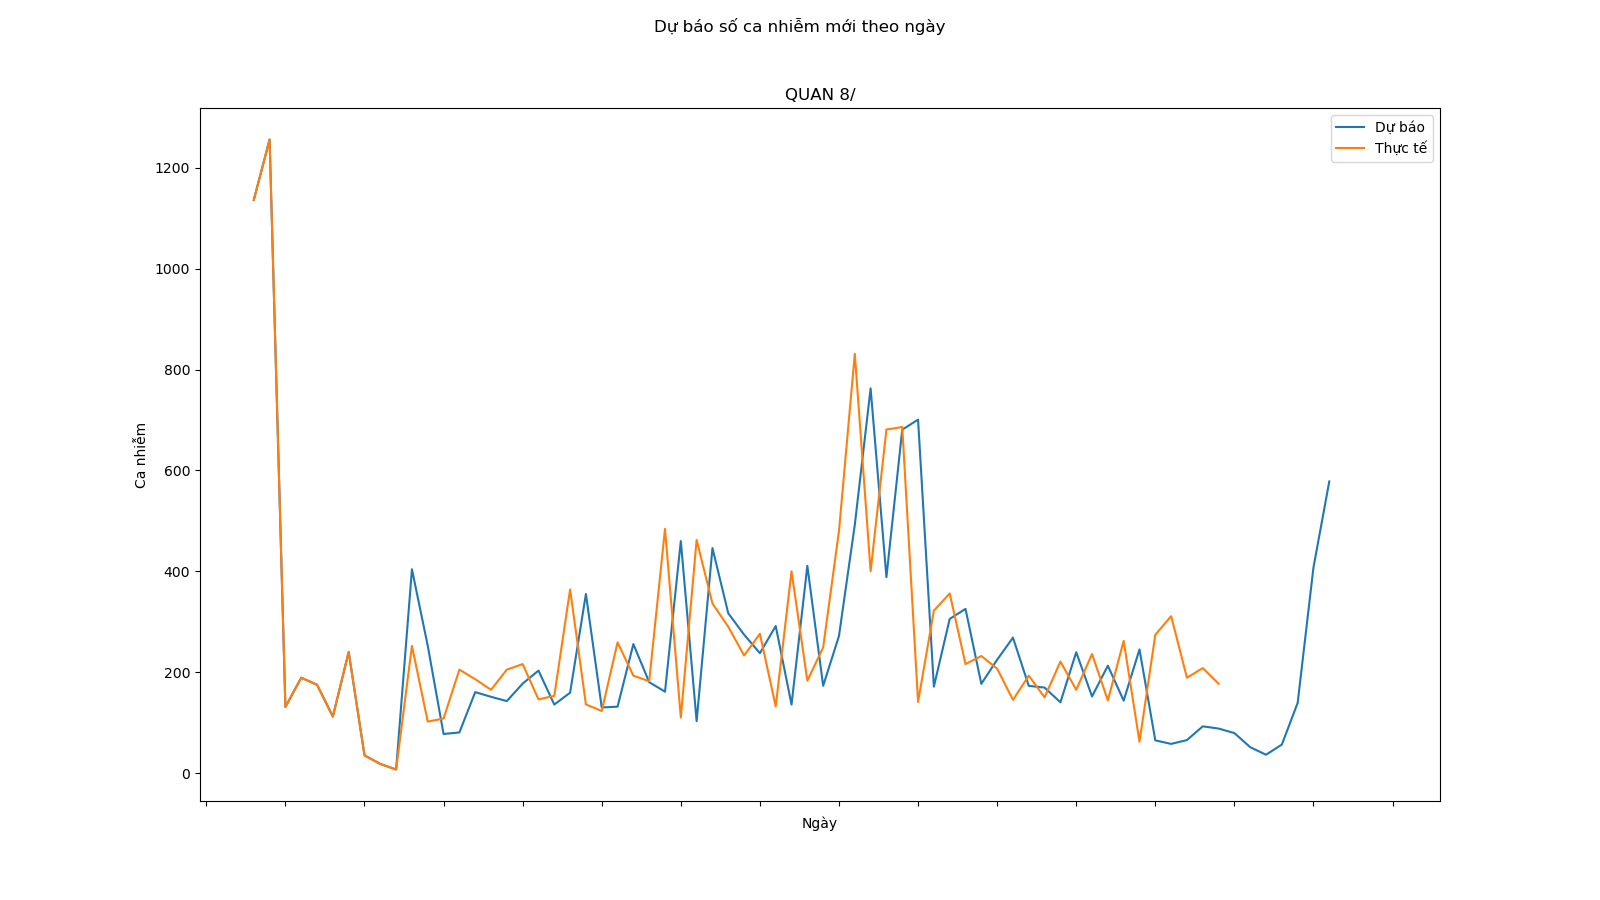 Dự báo số ca nhiễm mới theo ngày
QUAN 8/
Dự báo
Thực tế
1200
1000
800
600
400
200
0
Ca nhiễm
Ngày